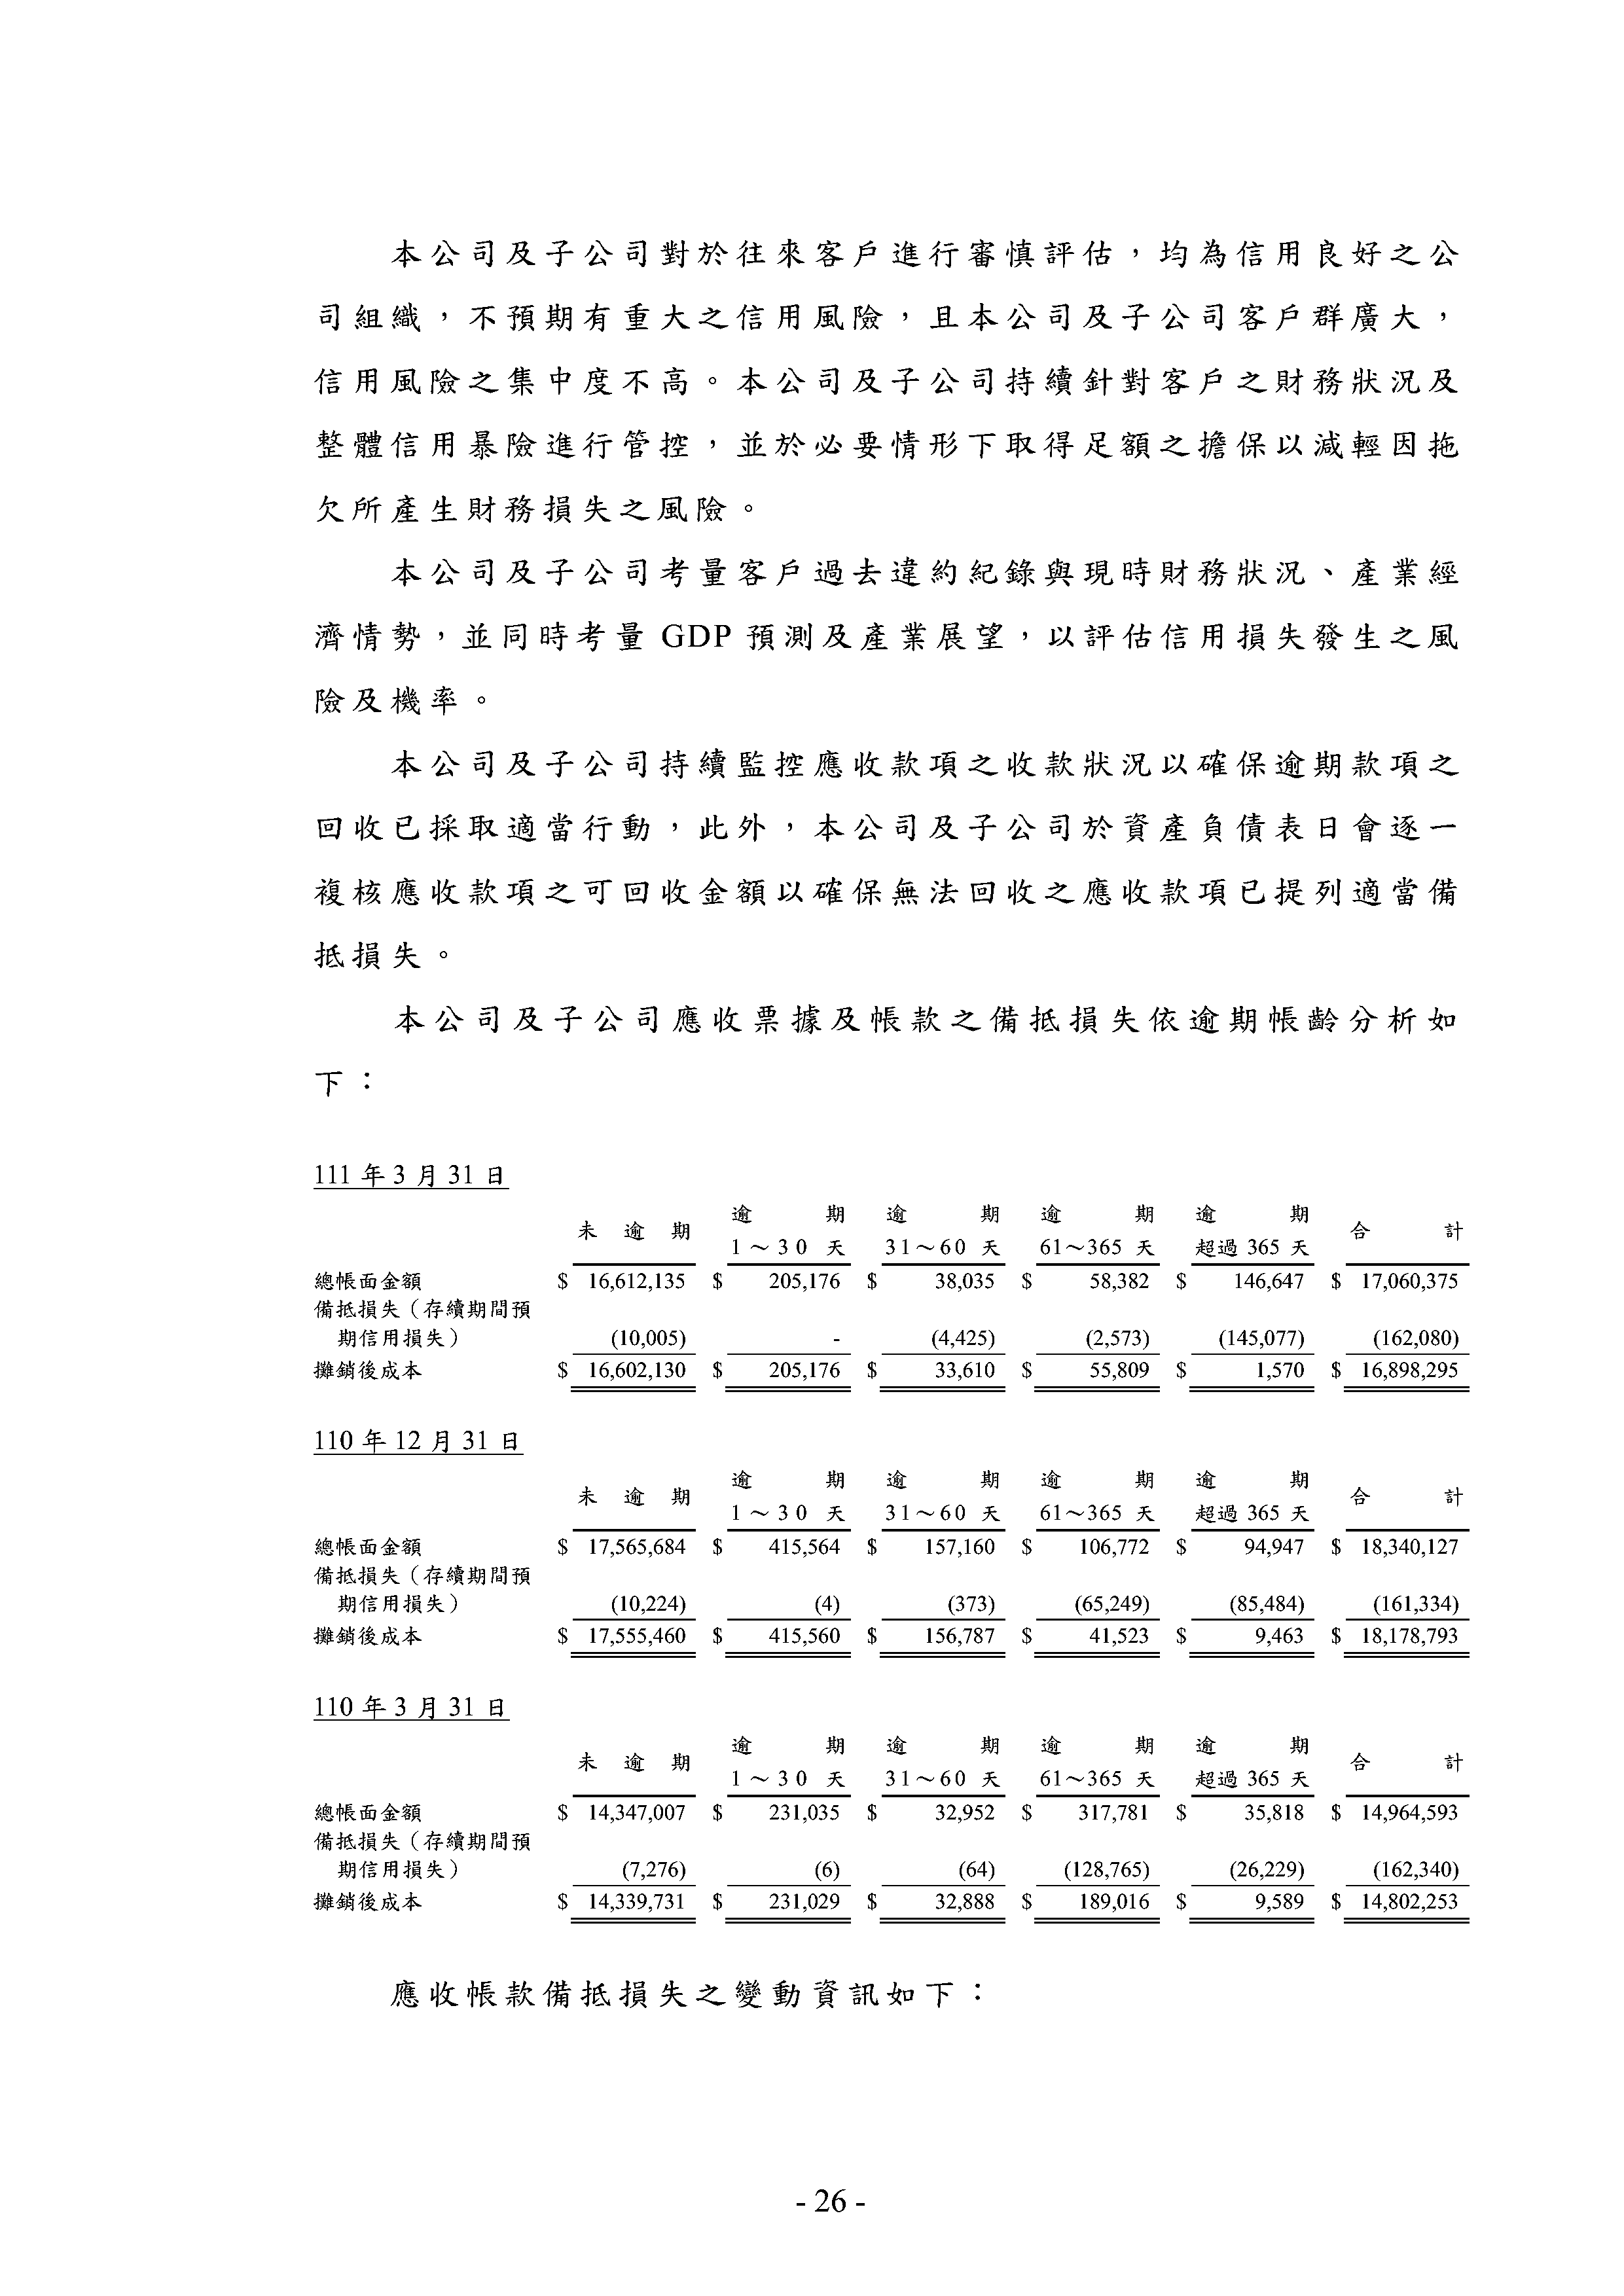 本公司及子公司對於往來客戶進行審慎評估，均為信用良好之公
司組織，不預期有重大之信用風險，且本公司及子公司客戶群廣大，
信用風險之集中度不高。本公司及子公司持續針對客戶之財務狀況及
整體信用暴險進行管控，並於必要情形下取得足額之擔保以減輕因拖
欠所產生財務損失之風險。
本公司及子公司考量客戶過去違約紀錄與現時財務狀況、產業經
濟情勢，並同時考量 GDP 預測及產業展望，以評估信用損失發生之風
險及機率。
本公司及子公司持續監控應收款項之收款狀況以確保逾期款項之
回收已採取適當行動，此外，本公司及子公司於資產負債表日會逐一
複核應收款項之可回收金額以確保無法回收之應收款項已提列適當備
抵損失。
本公司及子公司應收票據及帳款之備抵損失依逾期帳齡分析如
下：
111 年 3 月 31 日
逾 期 逾 期 逾 期 逾 期
未 逾 期 合 計
1～30 天 31～60 天 61～365 天 超過 365 天
總帳面金額 $ 16,612,135 $ 205,176 $ 38,035 $ 58,382 $ 146,647 $ 17,060,375
備抵損失（存續期間預
期信用損失） (10,005) - (4,425) (2,573) (145,077) (162,080)
攤銷後成本 $ 16,602,130 $ 205,176 $ 33,610 $ 55,809 $ 1,570 $ 16,898,295
110 年 12 月 31 日
逾 期 逾 期 逾 期 逾 期
未 逾 期 合 計
1～30 天 31～60 天 61～365 天 超過 365 天
總帳面金額 $ 17,565,684 $ 415,564 $ 157,160 $ 106,772 $ 94,947 $ 18,340,127
備抵損失（存續期間預
期信用損失） (10,224) (4) (373) (65,249) (85,484) (161,334)
攤銷後成本 $ 17,555,460 $ 415,560 $ 156,787 $ 41,523 $ 9,463 $ 18,178,793
110 年 3 月 31 日
逾 期 逾 期 逾 期 逾 期
未 逾 期 合 計
1～30 天 31～60 天 61～365 天 超過 365 天
總帳面金額 $ 14,347,007 $ 231,035 $ 32,952 $ 317,781 $ 35,818 $ 14,964,593
備抵損失（存續期間預
期信用損失） (7,276) (6) (64) (128,765) (26,229) (162,340)
攤銷後成本 $ 14,339,731 $ 231,029 $ 32,888 $ 189,016 $ 9,589 $ 14,802,253
應收帳款備抵損失之變動資訊如下：
- 26 -